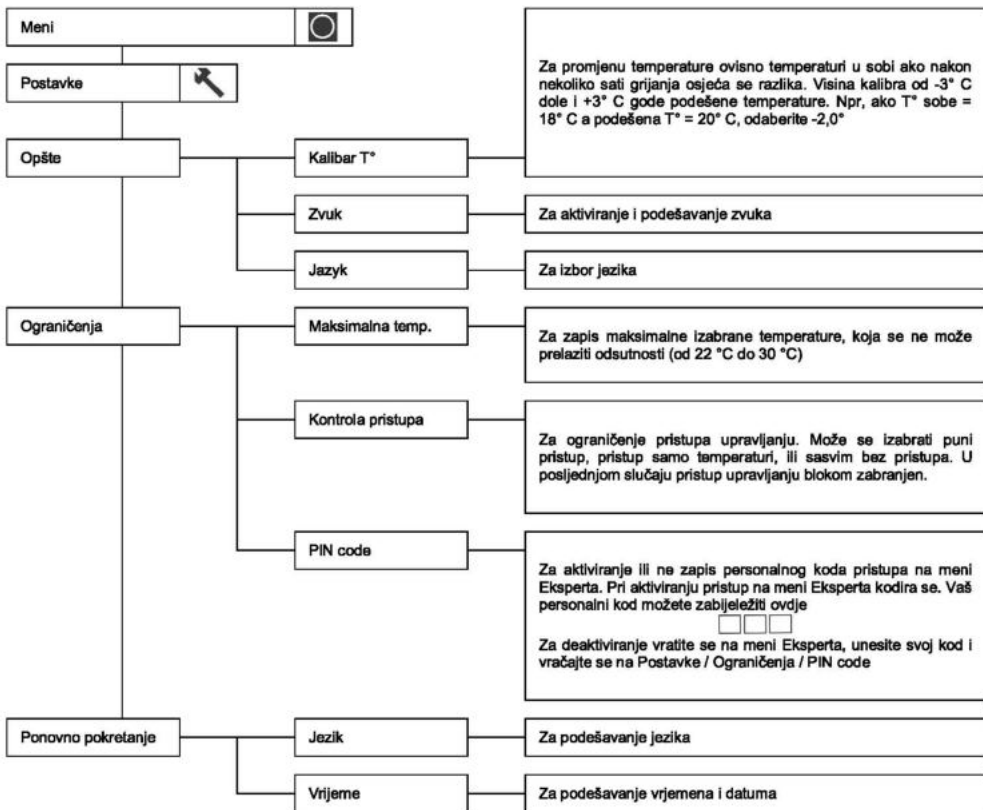 Meni
Postavke
Za promjenu temperature ovisno temperaturi u sobi ako nakon
nekoliko sati grijanja osjeća se razlika. Visina kalibra od -3° C
dole i +3° C gode podešene temperature. Npr, ako T° sobe =
18° C a podešena T° = 20° C, odaberite -2,0°
Opšte
Kalibar T°
Zvuk
Za aktiviranje i podešavanje zvuka
Jazyk
Za izbor jezika
Ograničenja
Maksimalna temp.
Za zapis maksimalne izabrane temperature, koja se ne može
prelaziti odsutnosti (od 22 °C do 30 °C)
Kontrola pristupa
Za ograničenje pristupa upravljanju. Može se izabrati puni
pristup, pristup samo temperaturi, ili sasvim bez pristupa. U
posljednjom slučaju pristup upravljanju blokom zabranjen.
PIN code
Za aktiviranje ili ne zapis personalnog koda pristupa na meni
Eksperta. Pri aktiviranju pristup na meni Eksperta kodira se. Vaš
personalni kod možete zabijeležiti ovdje
Za deaktiviranje vratite se na meni Eksperta, unesite svoj kod i
vračajte se na Postavke / Ograničenja / PIN code
Ponovno pokretanje
Jezik
Za podešavanje jezika
Vrijeme
Za podešavanje vrjemena i datuma